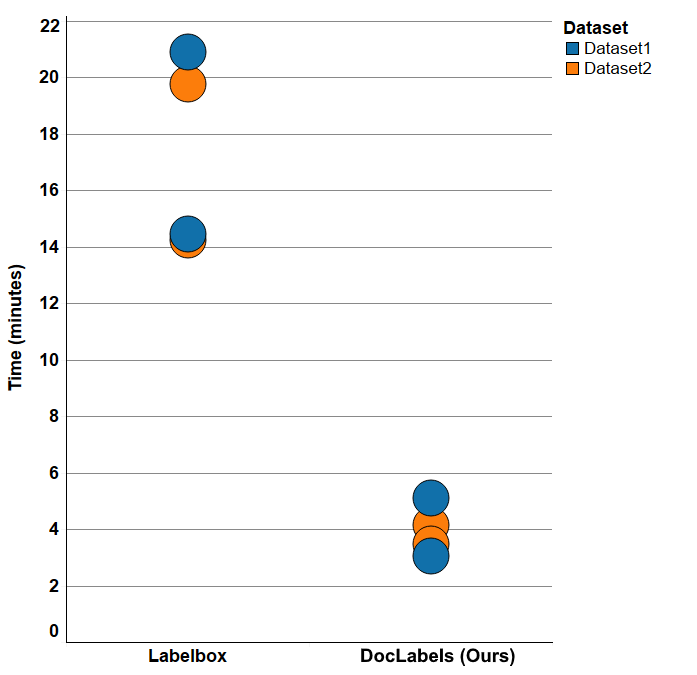 Dataset
Dataset1
Dataset2
22
20
18
16
14
12
10
8
6
4
2
0
Time (minutes)
Labelbox
DocLabels (Ours)